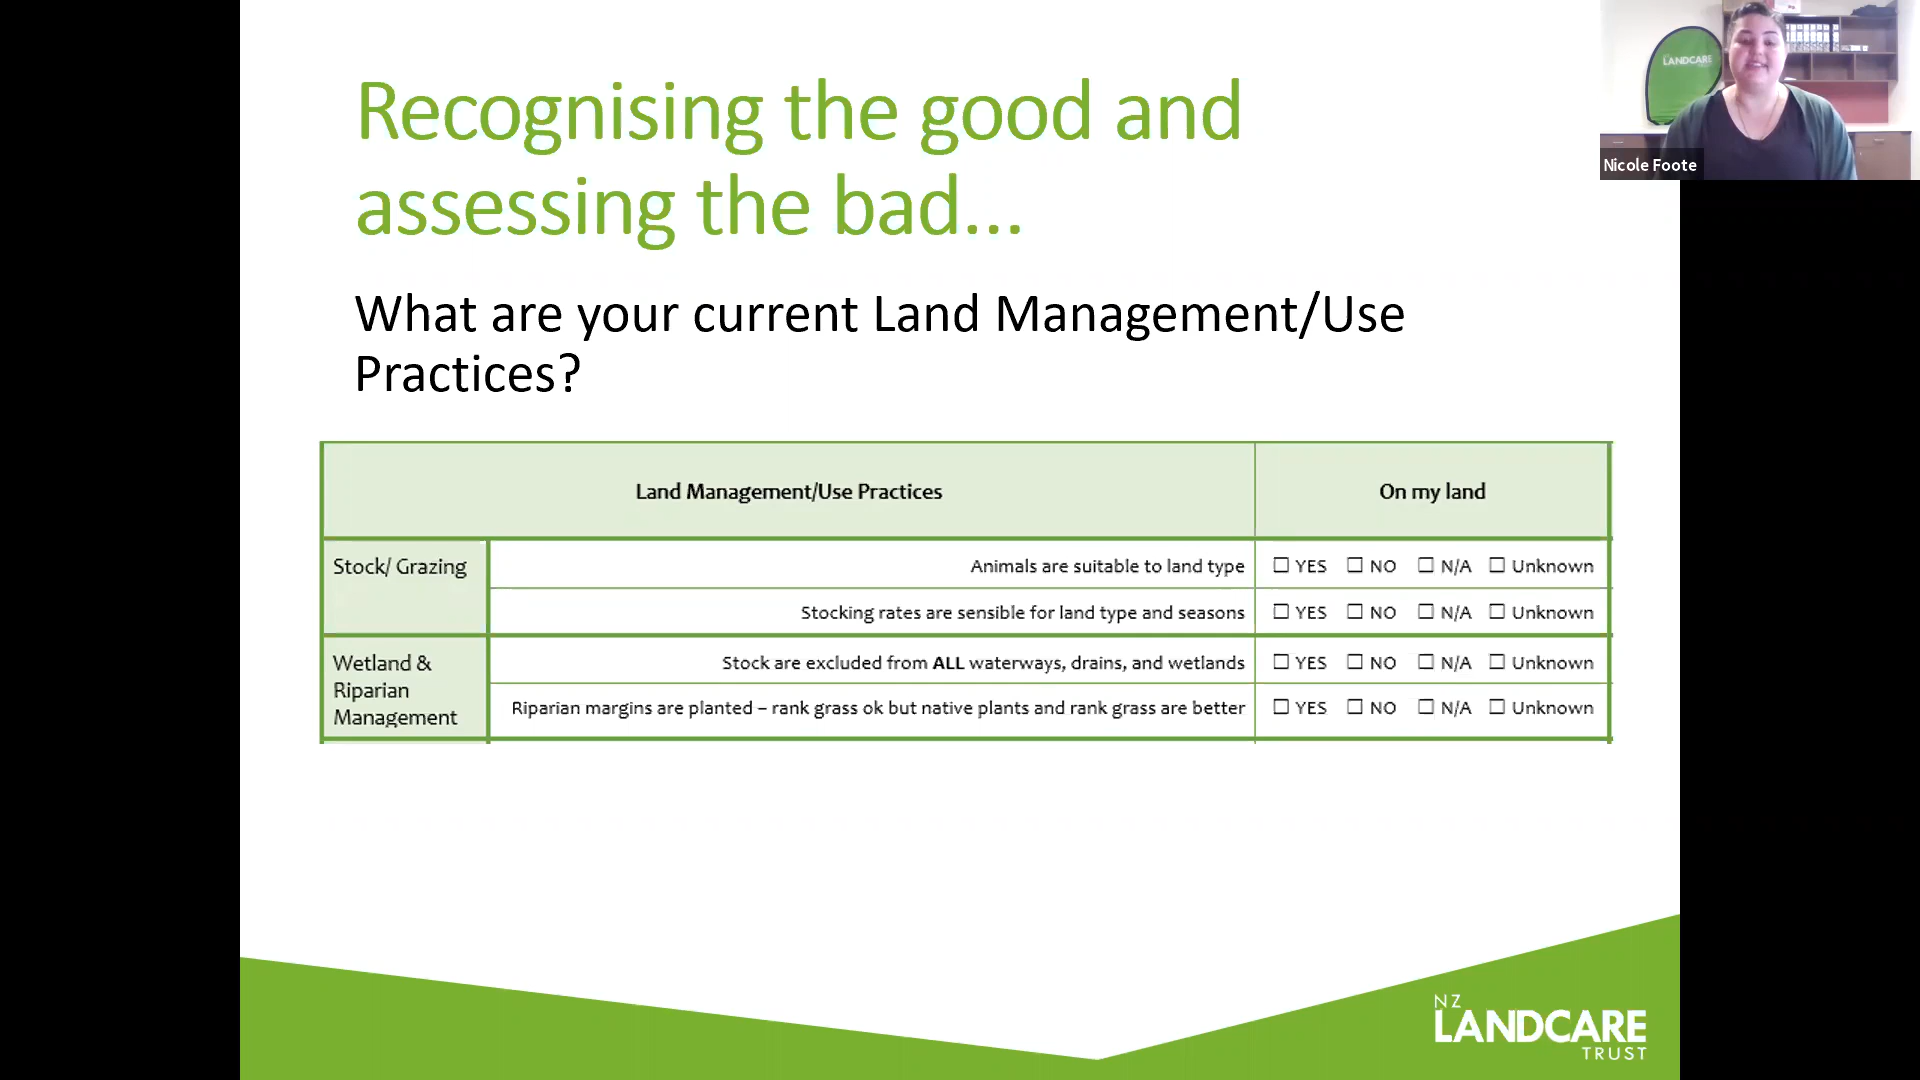 Recognising the good and
assessing the bad...
What are your current Land Management/Use
Practices?
Land Management/Use Practices
On my land
Stock/ Grazing
Animals are suitable to land type
☐ YES ☐ NO ☐ N/A ☐ Unknown
Stocking rates are sensible for land type and seasons
☐ YES ☐ NO ☐ N/A ☐ Unknown
Wetland &
Riparian
Management
Stock are excluded from ALL waterways, drains, and wetlands
☐ YES ☐ NO ☐ N/A ☐ Unknown
Riparian margins are planted – rank grass ok but native plants and rank grass are better
☐ YES ☐ NO ☐ N/A ☐ Unknown
NZ
LANDCARE
TRUST
LANDCARE
Nicole Foote